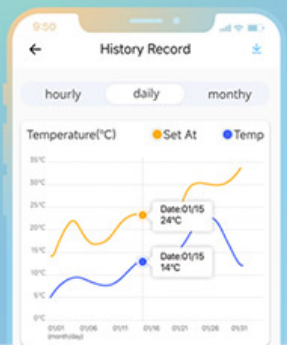 9:50
History Record
hourly daily monthy
Temperature(°C) Set At Temp
35°C
30°C
25°C
20°C
15°C
10°C
5°C
0°C
Date:01/15
24°C
Date:01/15
14°C
01/01 01/06 01/11 01/16 01/21 01/26 01/31
(month/day)